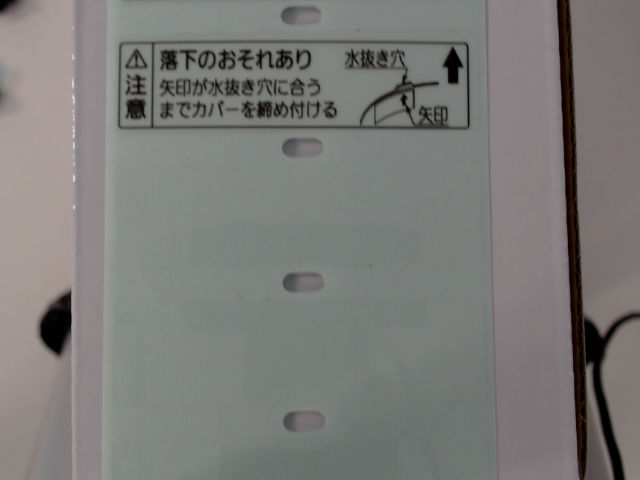 ⚠注意
落下のおそれあり
矢印が水抜き穴に合う
までカバーを締め付ける
水抜き穴
矢印